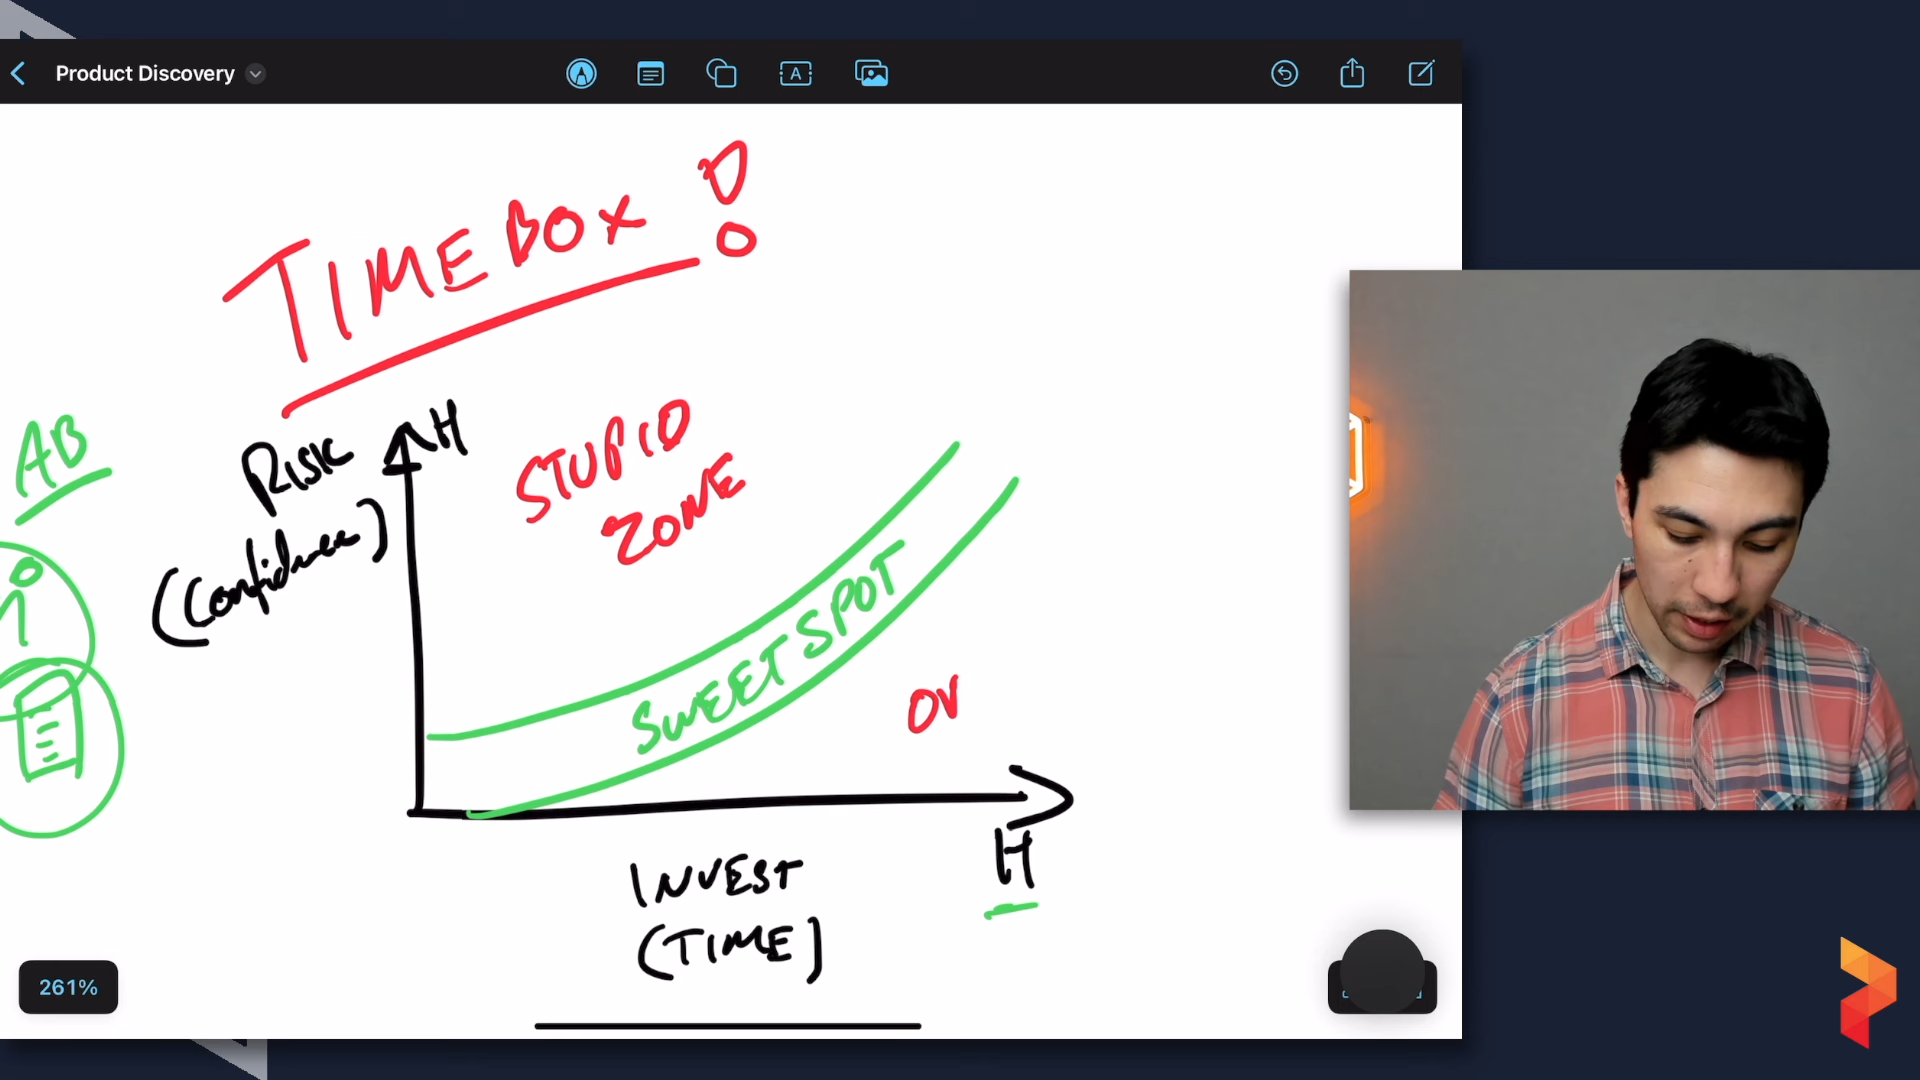 Product Discovery
TIMEBOX !
AB
RISK
(Confidence)
H
STUPID
ZONE
SWEET SPOT
OV
H
INVEST
(TIME)
261%